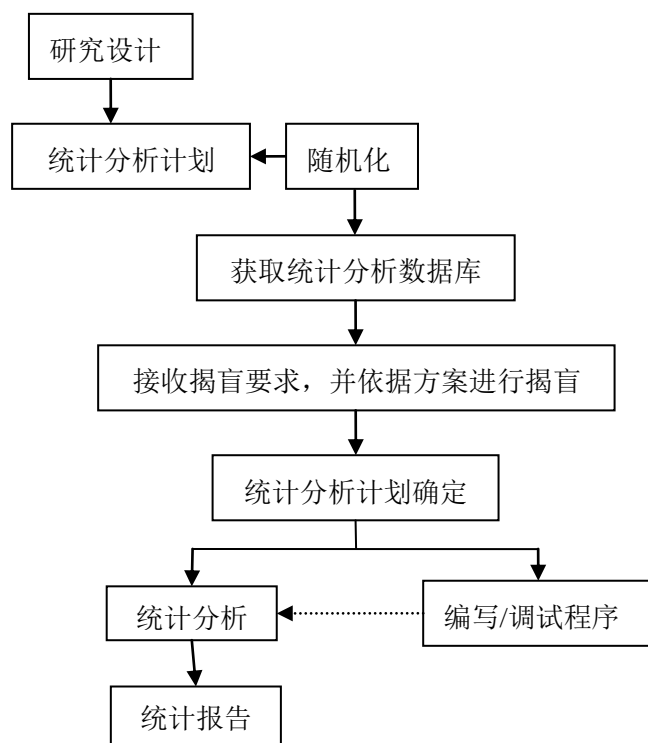 研究设计
统计分析计划
随机化
获取统计分析数据库
接收揭盲要求，并依据方案进行揭盲
统计分析计划确定
统计分析
编写/调试程序
统计报告